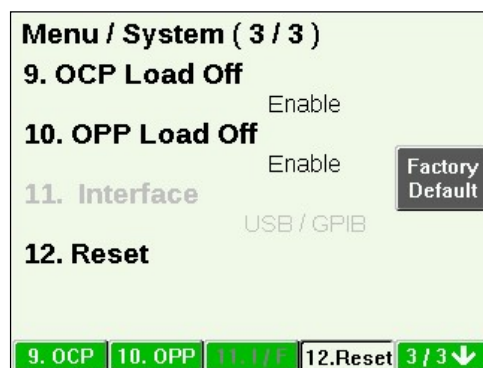 Menu / System ( 3 / 3 )
9. OCP Load Off
Enable
10. OPP Load Off
Enable
Factory
Default
11. Interface
USB / GPIB
12. Reset
9. OCP 10. OPP 11. I / F 12.Reset 3 / 3